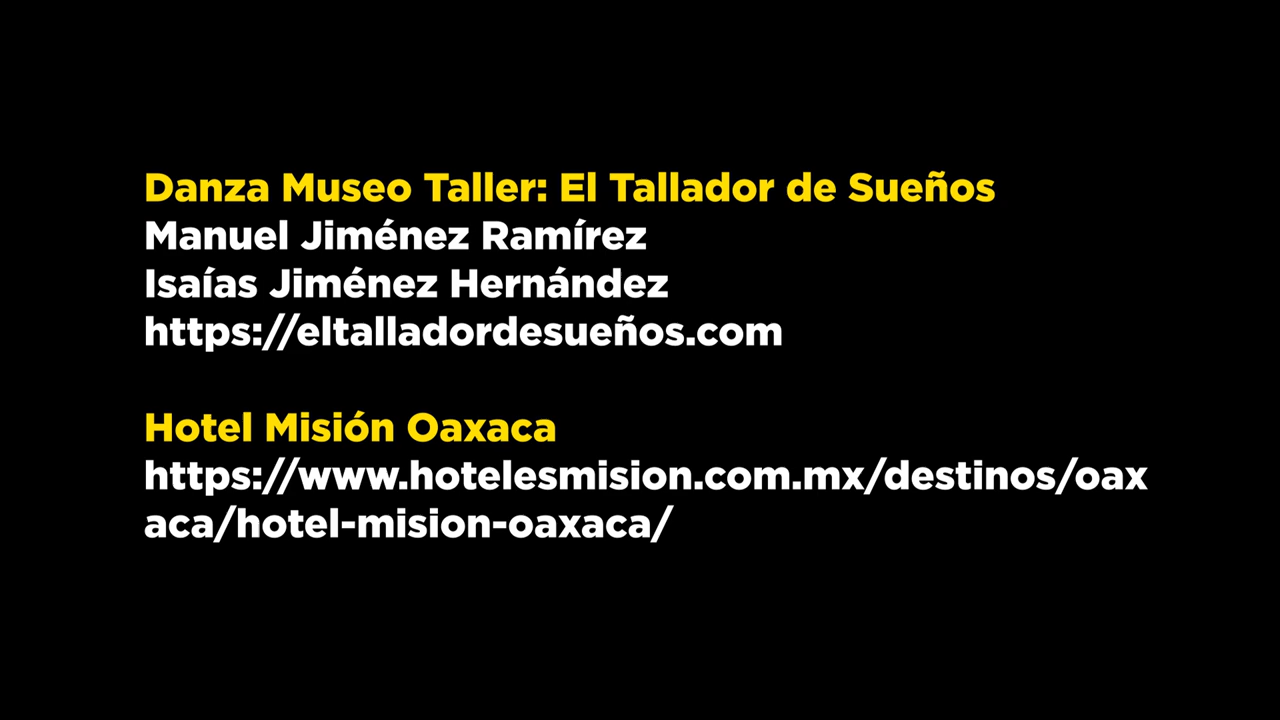 Danza Museo Taller: El Tallador de Sueños
Manuel Jiménez Ramírez
Isaías Jiménez Hernández
https://eltalladordesueños.com
Hotel Misión Oaxaca
https://www.hotelesmision.com.mx/destinos/oax
aca/hotel-mision-oaxaca/